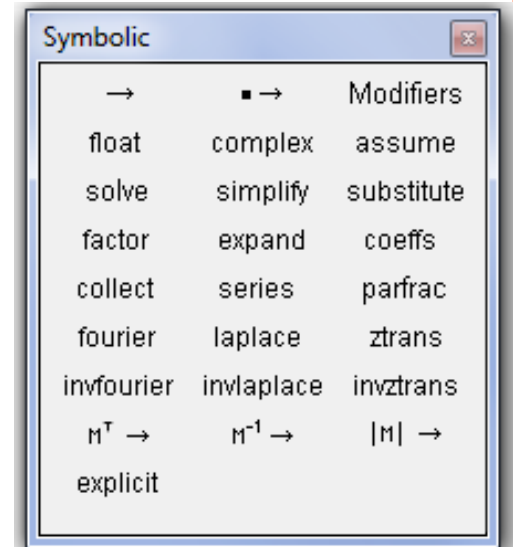 Symbolic
→ ▪ → Modifiers
float complex assume
solve simplify substitute
factor expand coeffs
collect series parfrac
fourier laplace ztrans
invfourier invlaplace invztrans
Mᵀ → M⁻¹ → |M| →
explicit